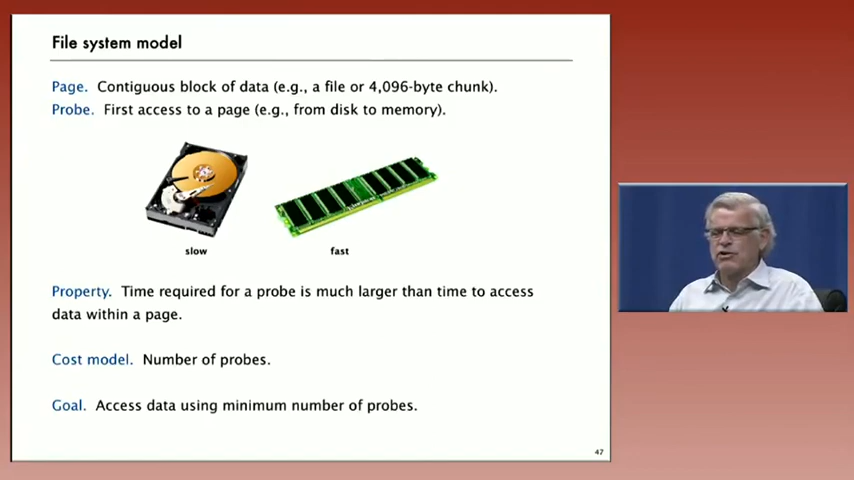 File system model
Page. Contiguous block of data (e.g., a file or 4,096-byte chunk).
Probe. First access to a page (e.g., from disk to memory).
slow
fast
Property. Time required for a probe is much larger than time to access
data within a page.
Cost model. Number of probes.
Goal. Access data using minimum number of probes.
47